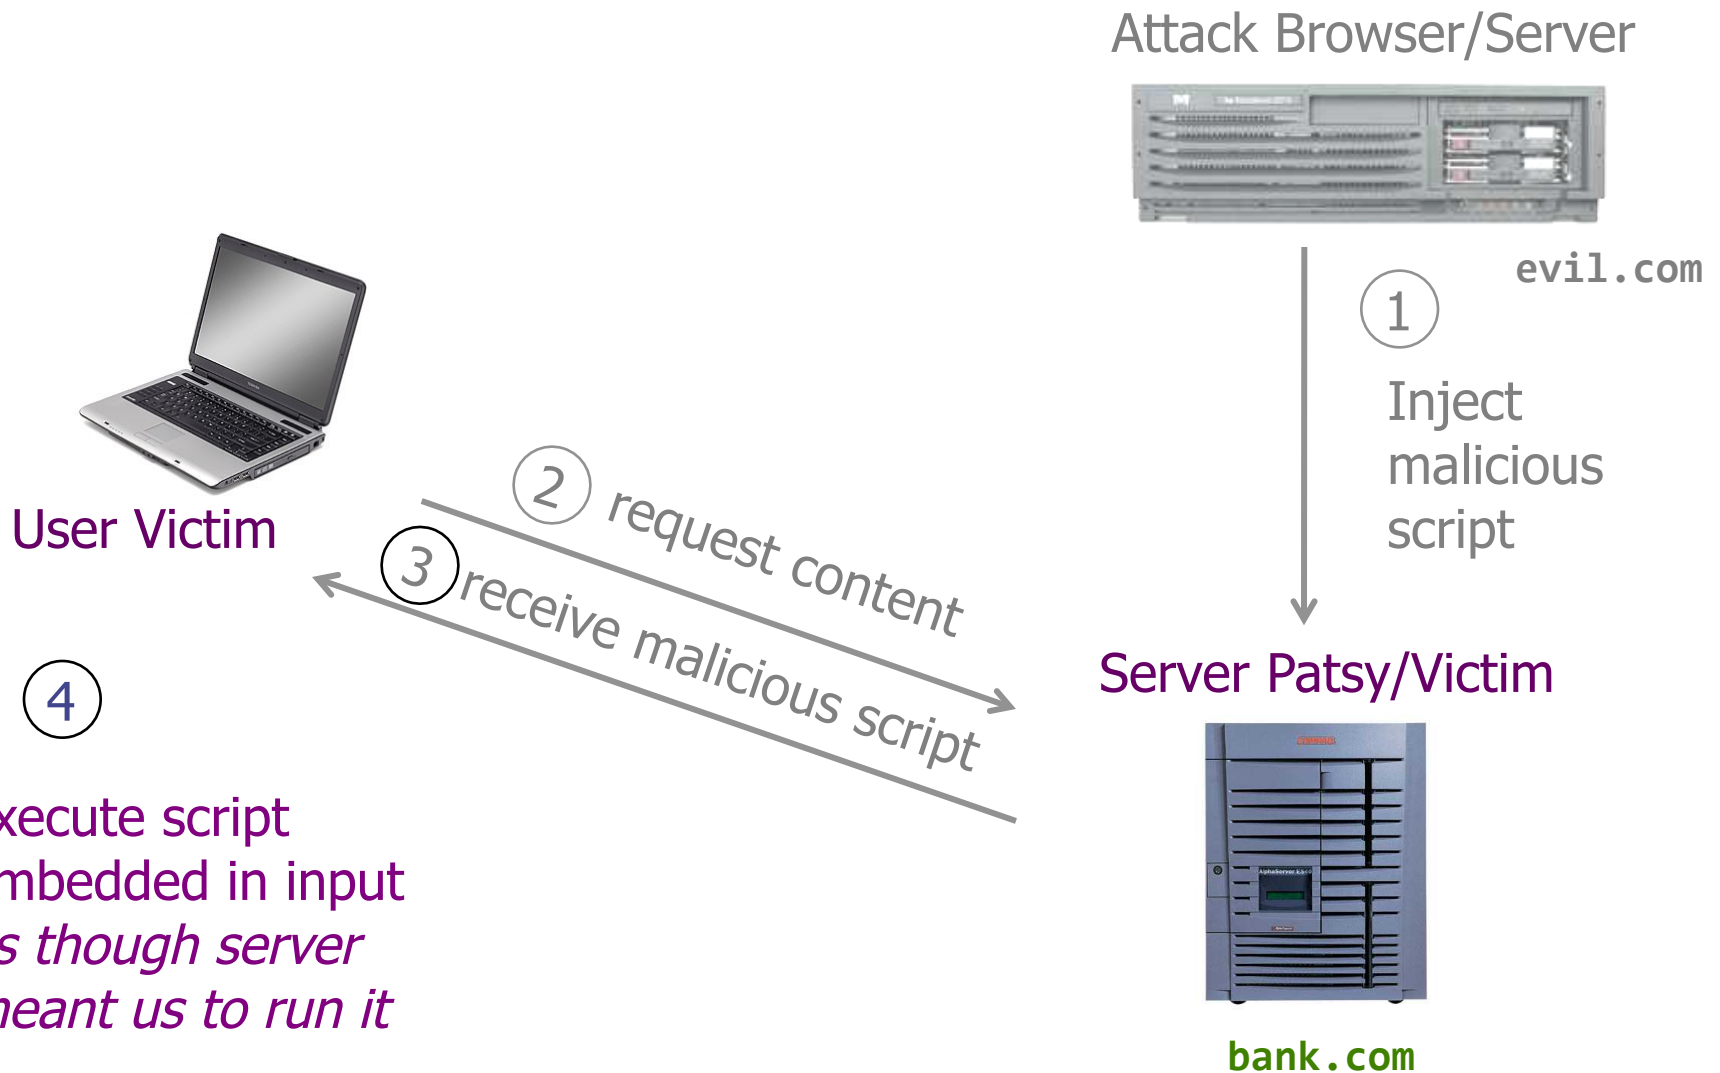 Attack Browser/Server
evil.com
1
Inject
malicious
script
User Victim
2 request content
3 receive malicious script
Server Patsy/Victim
4
xecute script
mbedded in input
s though server
neant us to run it
AlphaServer
bank.com